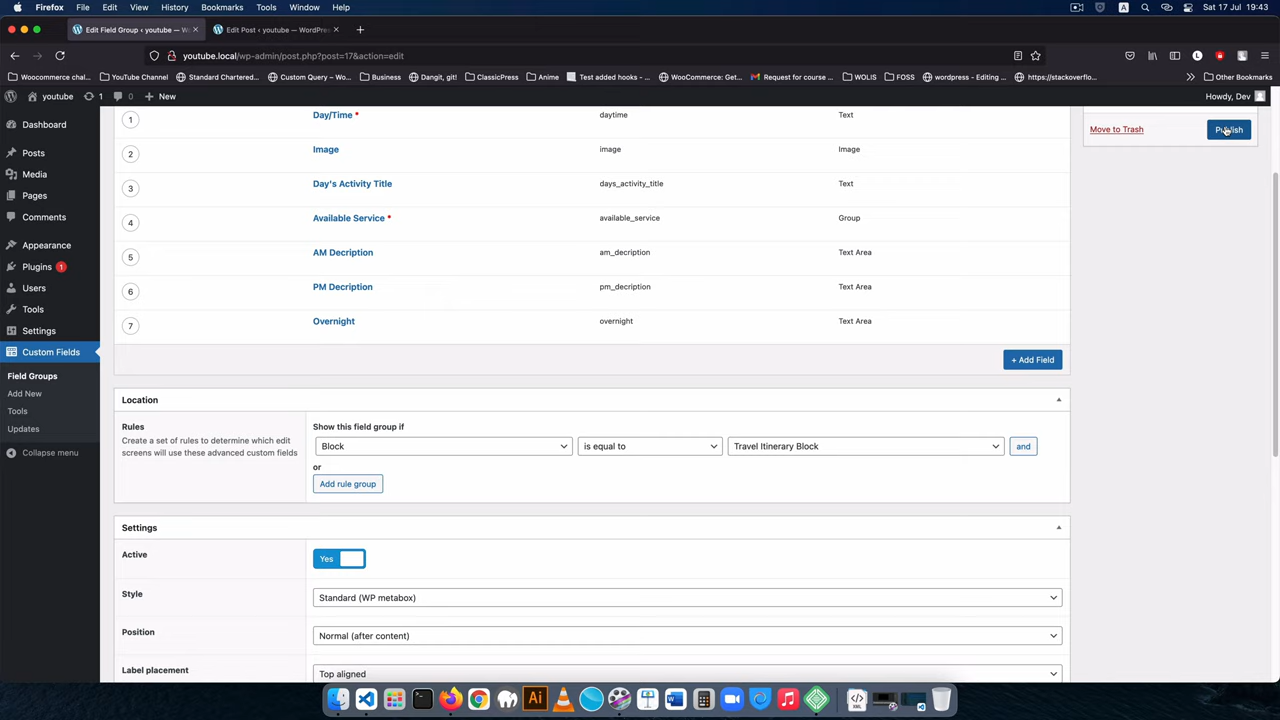 Firefox File Edit View History Bookmarks Tools Window Help A Sat 17 Jul 19:43
Edit Field Group ‹ youtube — W Edit Post ‹ youtube — WordPres
youtube.local/wp-admin/post.php?post=17&action=edit L
Woocommerce chan... YouTube Channel Standard Chartered... Custom Query – Wo... Business Dangit, git! ClassicPress Anime Test added hooks - ... WooCommerce: Get... Request for course ... WOLIS FOSS wordpress - Editing ... https://stackoverflo... Other Bookmarks
youtube 1 0 New Howdy, Dev
Dashboard
Posts
Media
Pages
Comments
Appearance
Plugins 1
Users
Tools
Settings
Custom Fields
Field Groups
Add New
Tools
Updates
Collapse menu
1 Day/Time * daytime Text
2 Image image Image
3 Day's Activity Title days_activity_title Text
4 Available Service * available_service Group
5 AM Decription am_decription Text Area
6 PM Decription pm_decription Text Area
7 Overnight overnight Text Area
+ Add Field
Move to Trash Publish
Location
Rules
Create a set of rules to determine which edit
screens will use these advanced custom fields
Show this field group if
Block is equal to Travel Itinerary Block and
or
Add rule group
Settings
Active Yes
Style Standard (WP metabox)
Position Normal (after content)
Label placement Top aligned
Ai
W
XML